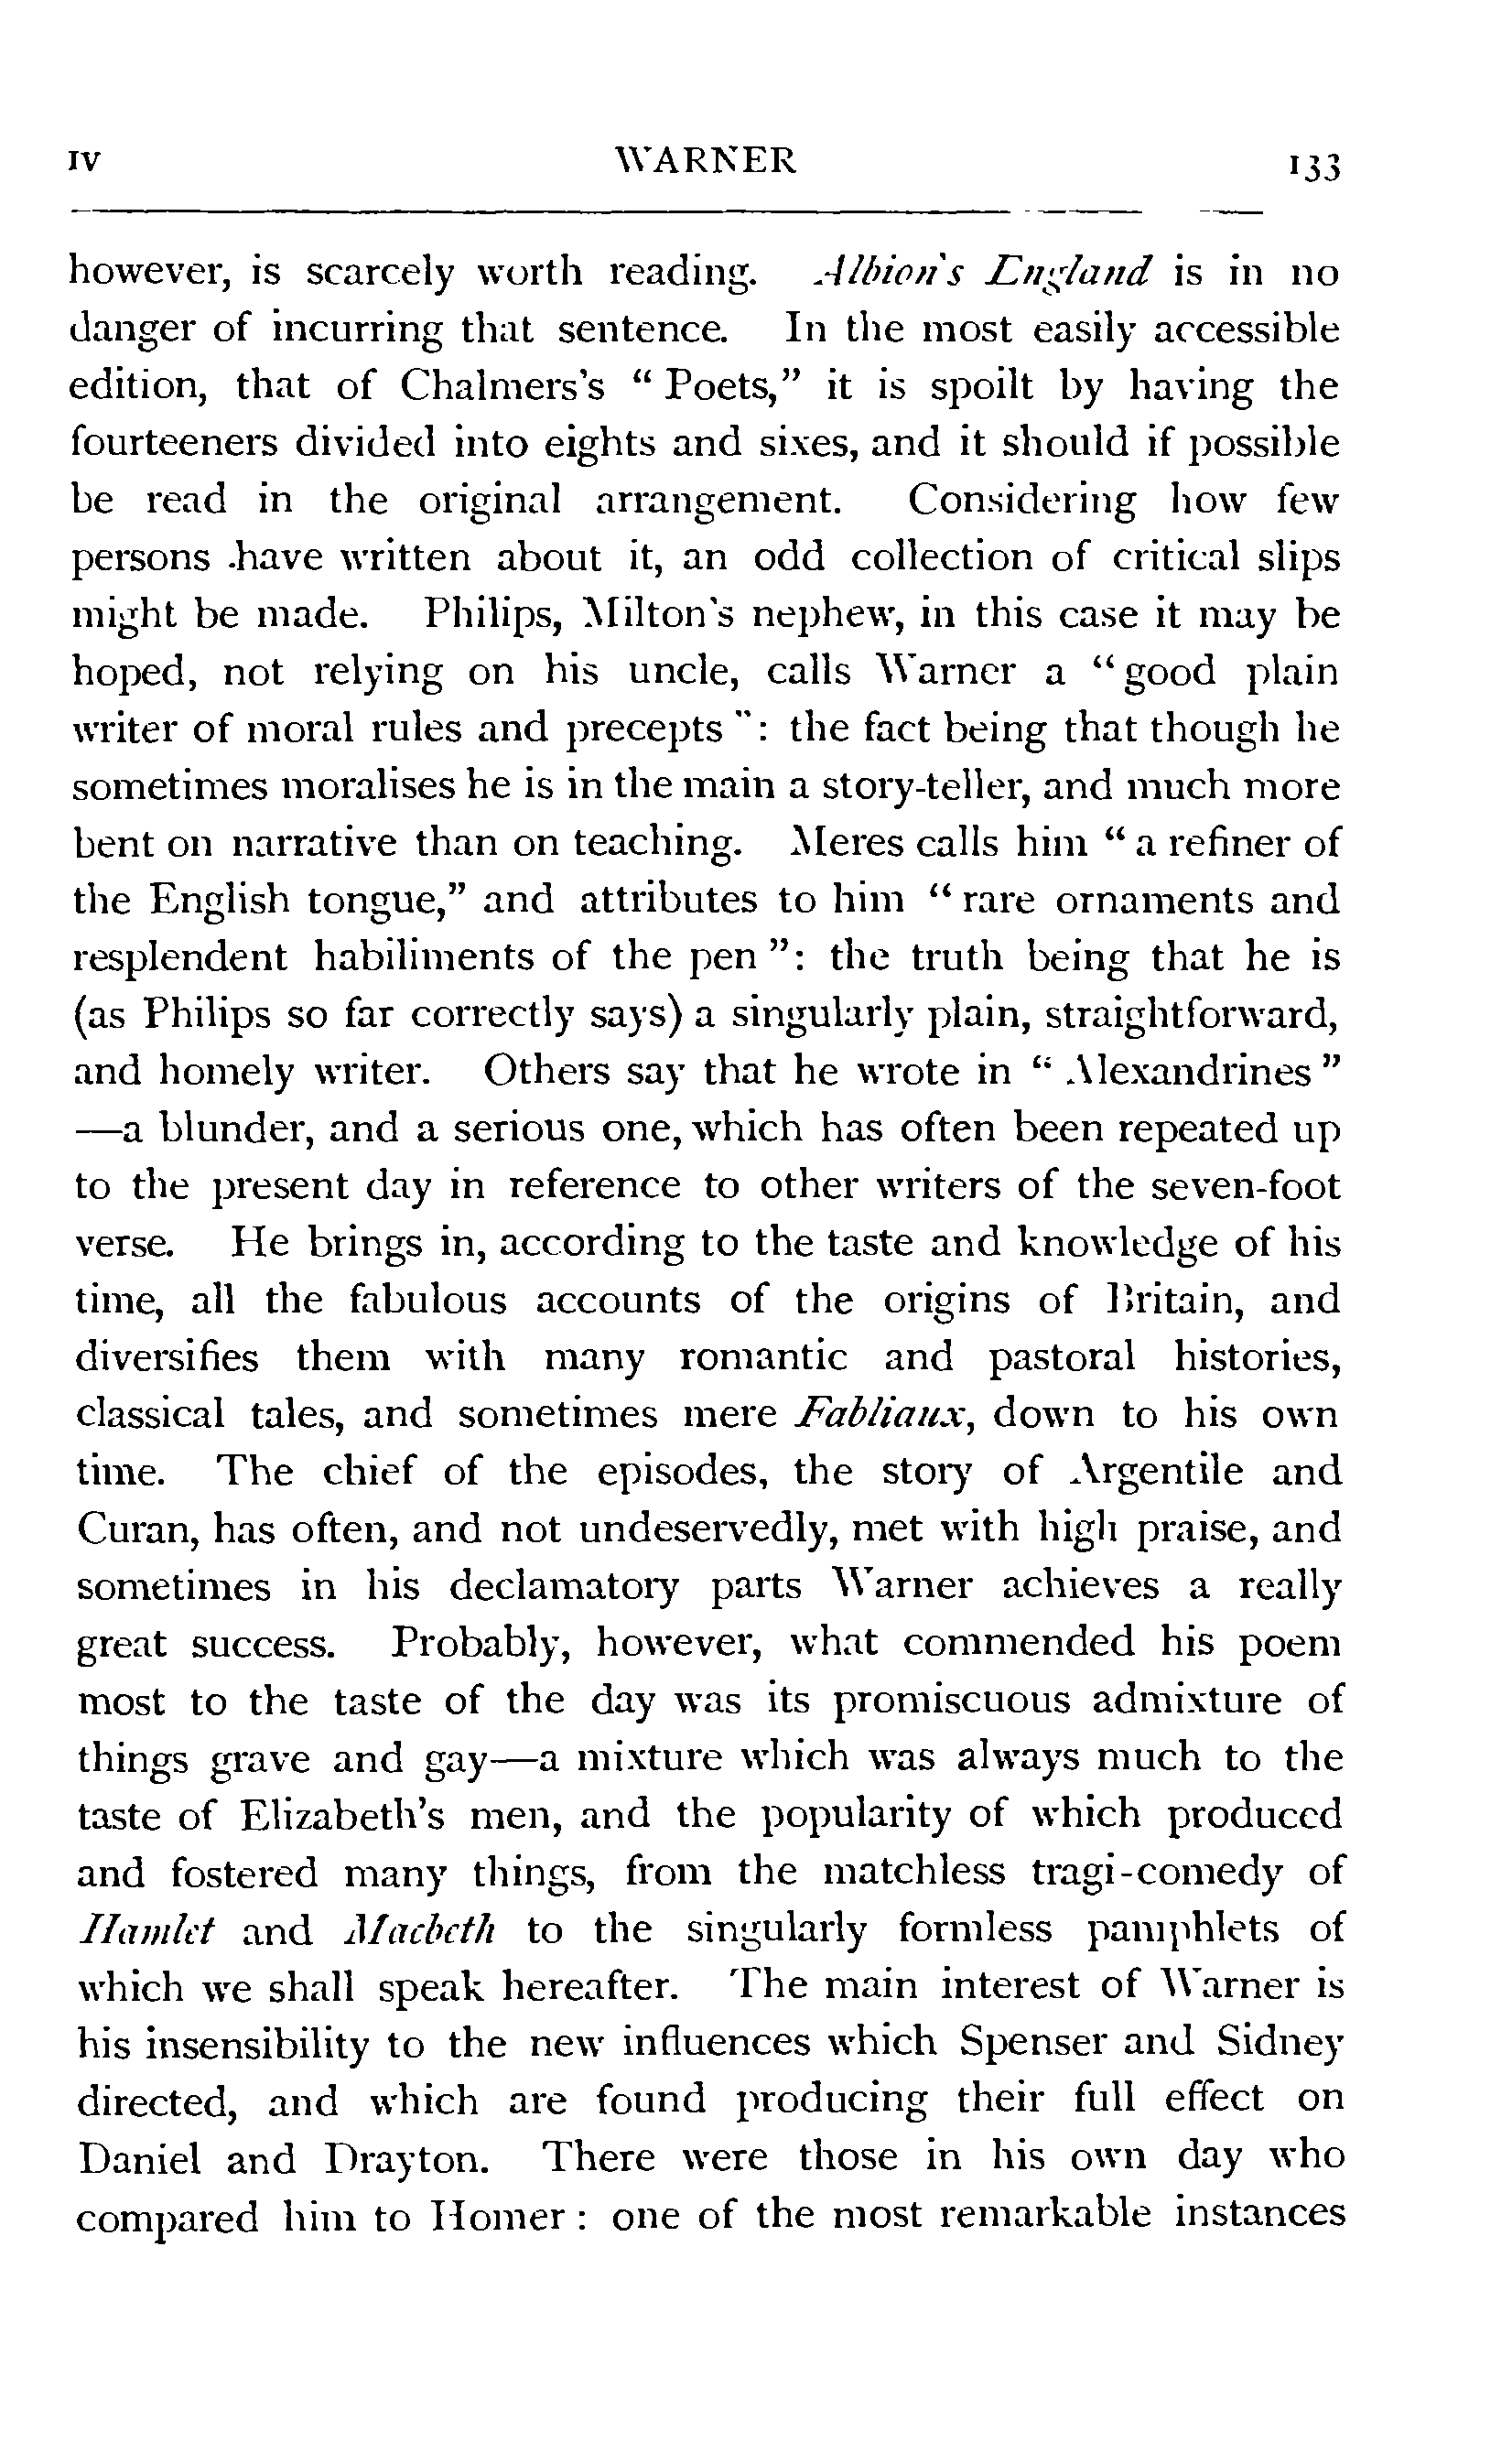 IV WARNER 133
however, is scarcely worth reading. Albion's England is in no
danger of incurring that sentence. In the most easily accessible
edition, that of Chalmers's “Poets,” it is spoilt by having the
fourteeners divided into eights and sixes, and it should if possible
be read in the original arrangement. Considering how few
persons have written about it, an odd collection of critical slips
might be made. Philips, Milton's nephew, in this case it may be
hoped, not relying on his uncle, calls Warner a “good plain
writer of moral rules and precepts”: the fact being that though he
sometimes moralises he is in the main a story-teller, and much more
bent on narrative than on teaching. Meres calls him “a refiner of
the English tongue,” and attributes to him “rare ornaments and
resplendent habiliments of the pen”: the truth being that he is
(as Philips so far correctly says) a singularly plain, straightforward,
and homely writer. Others say that he wrote in “Alexandrines”
—a blunder, and a serious one, which has often been repeated up
to the present day in reference to other writers of the seven-foot
verse. He brings in, according to the taste and knowledge of his
time, all the fabulous accounts of the origins of Britain, and
diversifies them with many romantic and pastoral histories,
classical tales, and sometimes mere Fabliaux, down to his own
time. The chief of the episodes, the story of Argentile and
Curan, has often, and not undeservedly, met with high praise, and
sometimes in his declamatory parts Warner achieves a really
great success. Probably, however, what commended his poem
most to the taste of the day was its promiscuous admixture of
things grave and gay—a mixture which was always much to the
taste of Elizabeth's men, and the popularity of which produced
and fostered many things, from the matchless tragi-comedy of
Hamlet and Macbeth to the singularly formless pamphlets of
which we shall speak hereafter. The main interest of Warner is
his insensibility to the new influences which Spenser and Sidney
directed, and which are found producing their full effect on
Daniel and Drayton. There were those in his own day who
compared him to Homer: one of the most remarkable instances